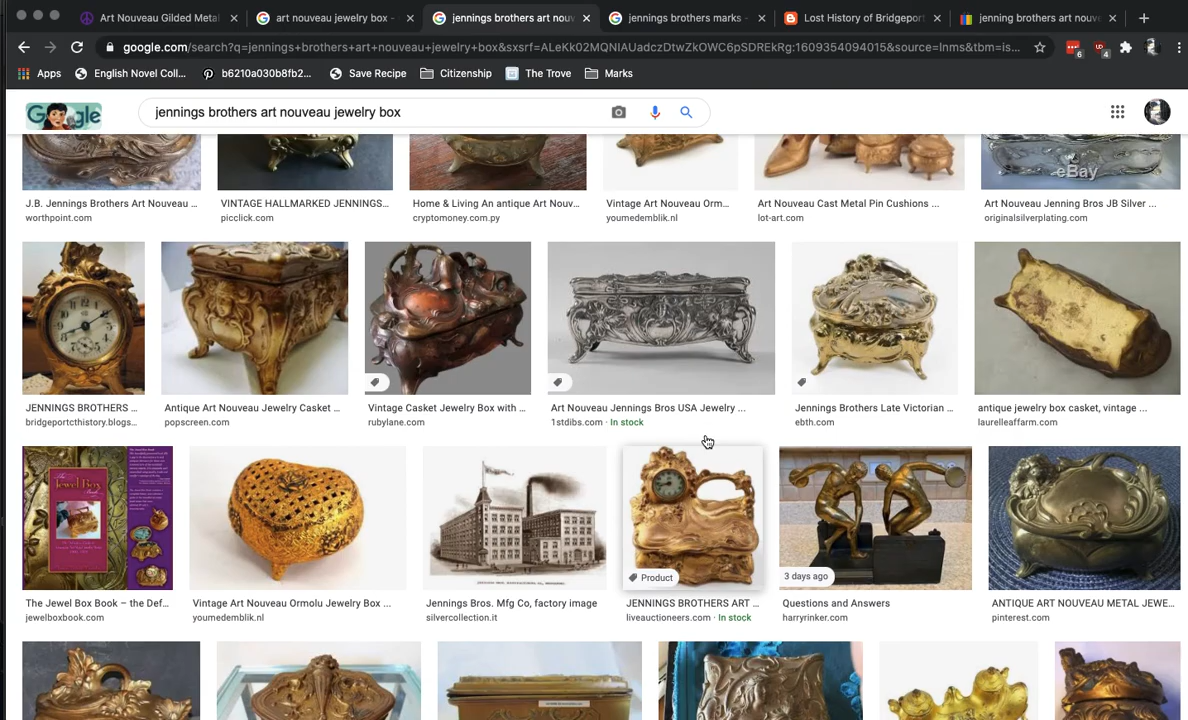 Art Nouveau Gilded Metal
art nouveau jewelry box -
jennings brothers art nouv
jennings brothers marks -
Lost History of Bridgeport
jenning brothers art nouve
google.com/search?q=jennings+brothers+art+nouveau+jewelry+box&sxsrf=ALeKk02MQNIAUadczDtwZkOWC6pSDREkRg:1609354094015&source=lnms&tbm=is...
6
4
Apps
English Novel Coll...
b6210a030b8fb2...
Save Recipe
Citizenship
The Trove
Marks
Google
jennings brothers art nouveau jewelry box
eBay
J.B. Jennings Brothers Art Nouveau ...
worthpoint.com
VINTAGE HALLMARKED JENNINGS...
picclick.com
Home & Living An antique Art Nouv...
cryptomoney.com.py
Vintage Art Nouveau Orm...
youmedemblik.nl
Art Nouveau Cast Metal Pin Cushions ...
lot-art.com
Art Nouveau Jenning Bros JB Silver ...
originalsilverplating.com
JENNINGS BROTHERS ...
bridgeportcthistory.blogs...
Antique Art Nouveau Jewelry Casket ...
popscreen.com
Vintage Casket Jewelry Box with ...
rubylane.com
Art Nouveau Jennings Bros USA Jewelry ...
1stdibs.com · In stock
Jennings Brothers Late Victorian ...
ebth.com
antique jewelry box casket, vintage ...
laurelleaffarm.com
The Jewel Box Book
Product
3 days ago
The Jewel Box Book – the Def...
jewelboxbook.com
Vintage Art Nouveau Ormolu Jewelry Box ...
youmedemblik.nl
Jennings Bros. Mfg Co, factory image
silvercollection.it
JENNINGS BROTHERS ART ...
liveauctioneers.com · In stock
Questions and Answers
harryrinker.com
ANTIQUE ART NOUVEAU METAL JEWE...
pinterest.com